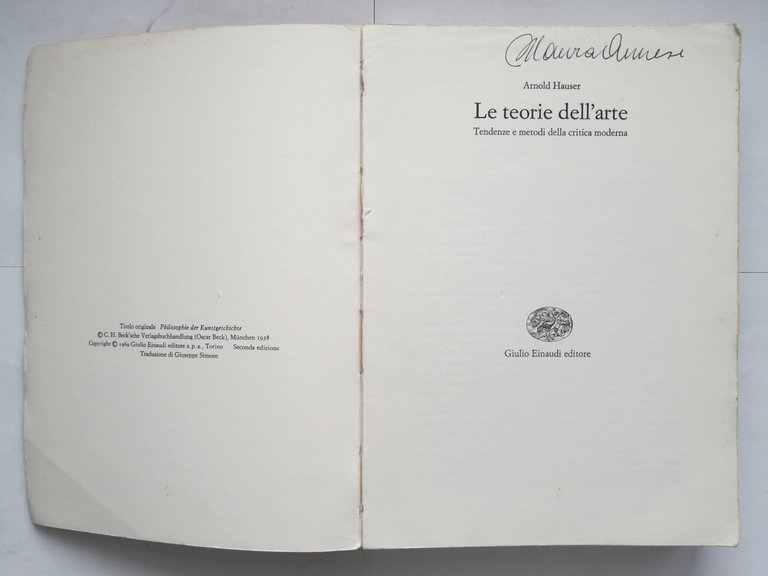 Titolo originale Philosophie der Kunstgeschichte
© C. H. Beck'sche Verlagsbuchhandlung (Oscar Beck), München 1958
Copyright © 1969 Giulio Einaudi editore s. p. a., Torino Seconda edizione
Traduzione di Giuseppe Simone
Maura Annese
Arnold Hauser
Le teorie dell'arte
Tendenze e metodi della critica moderna
Giulio Einaudi editore